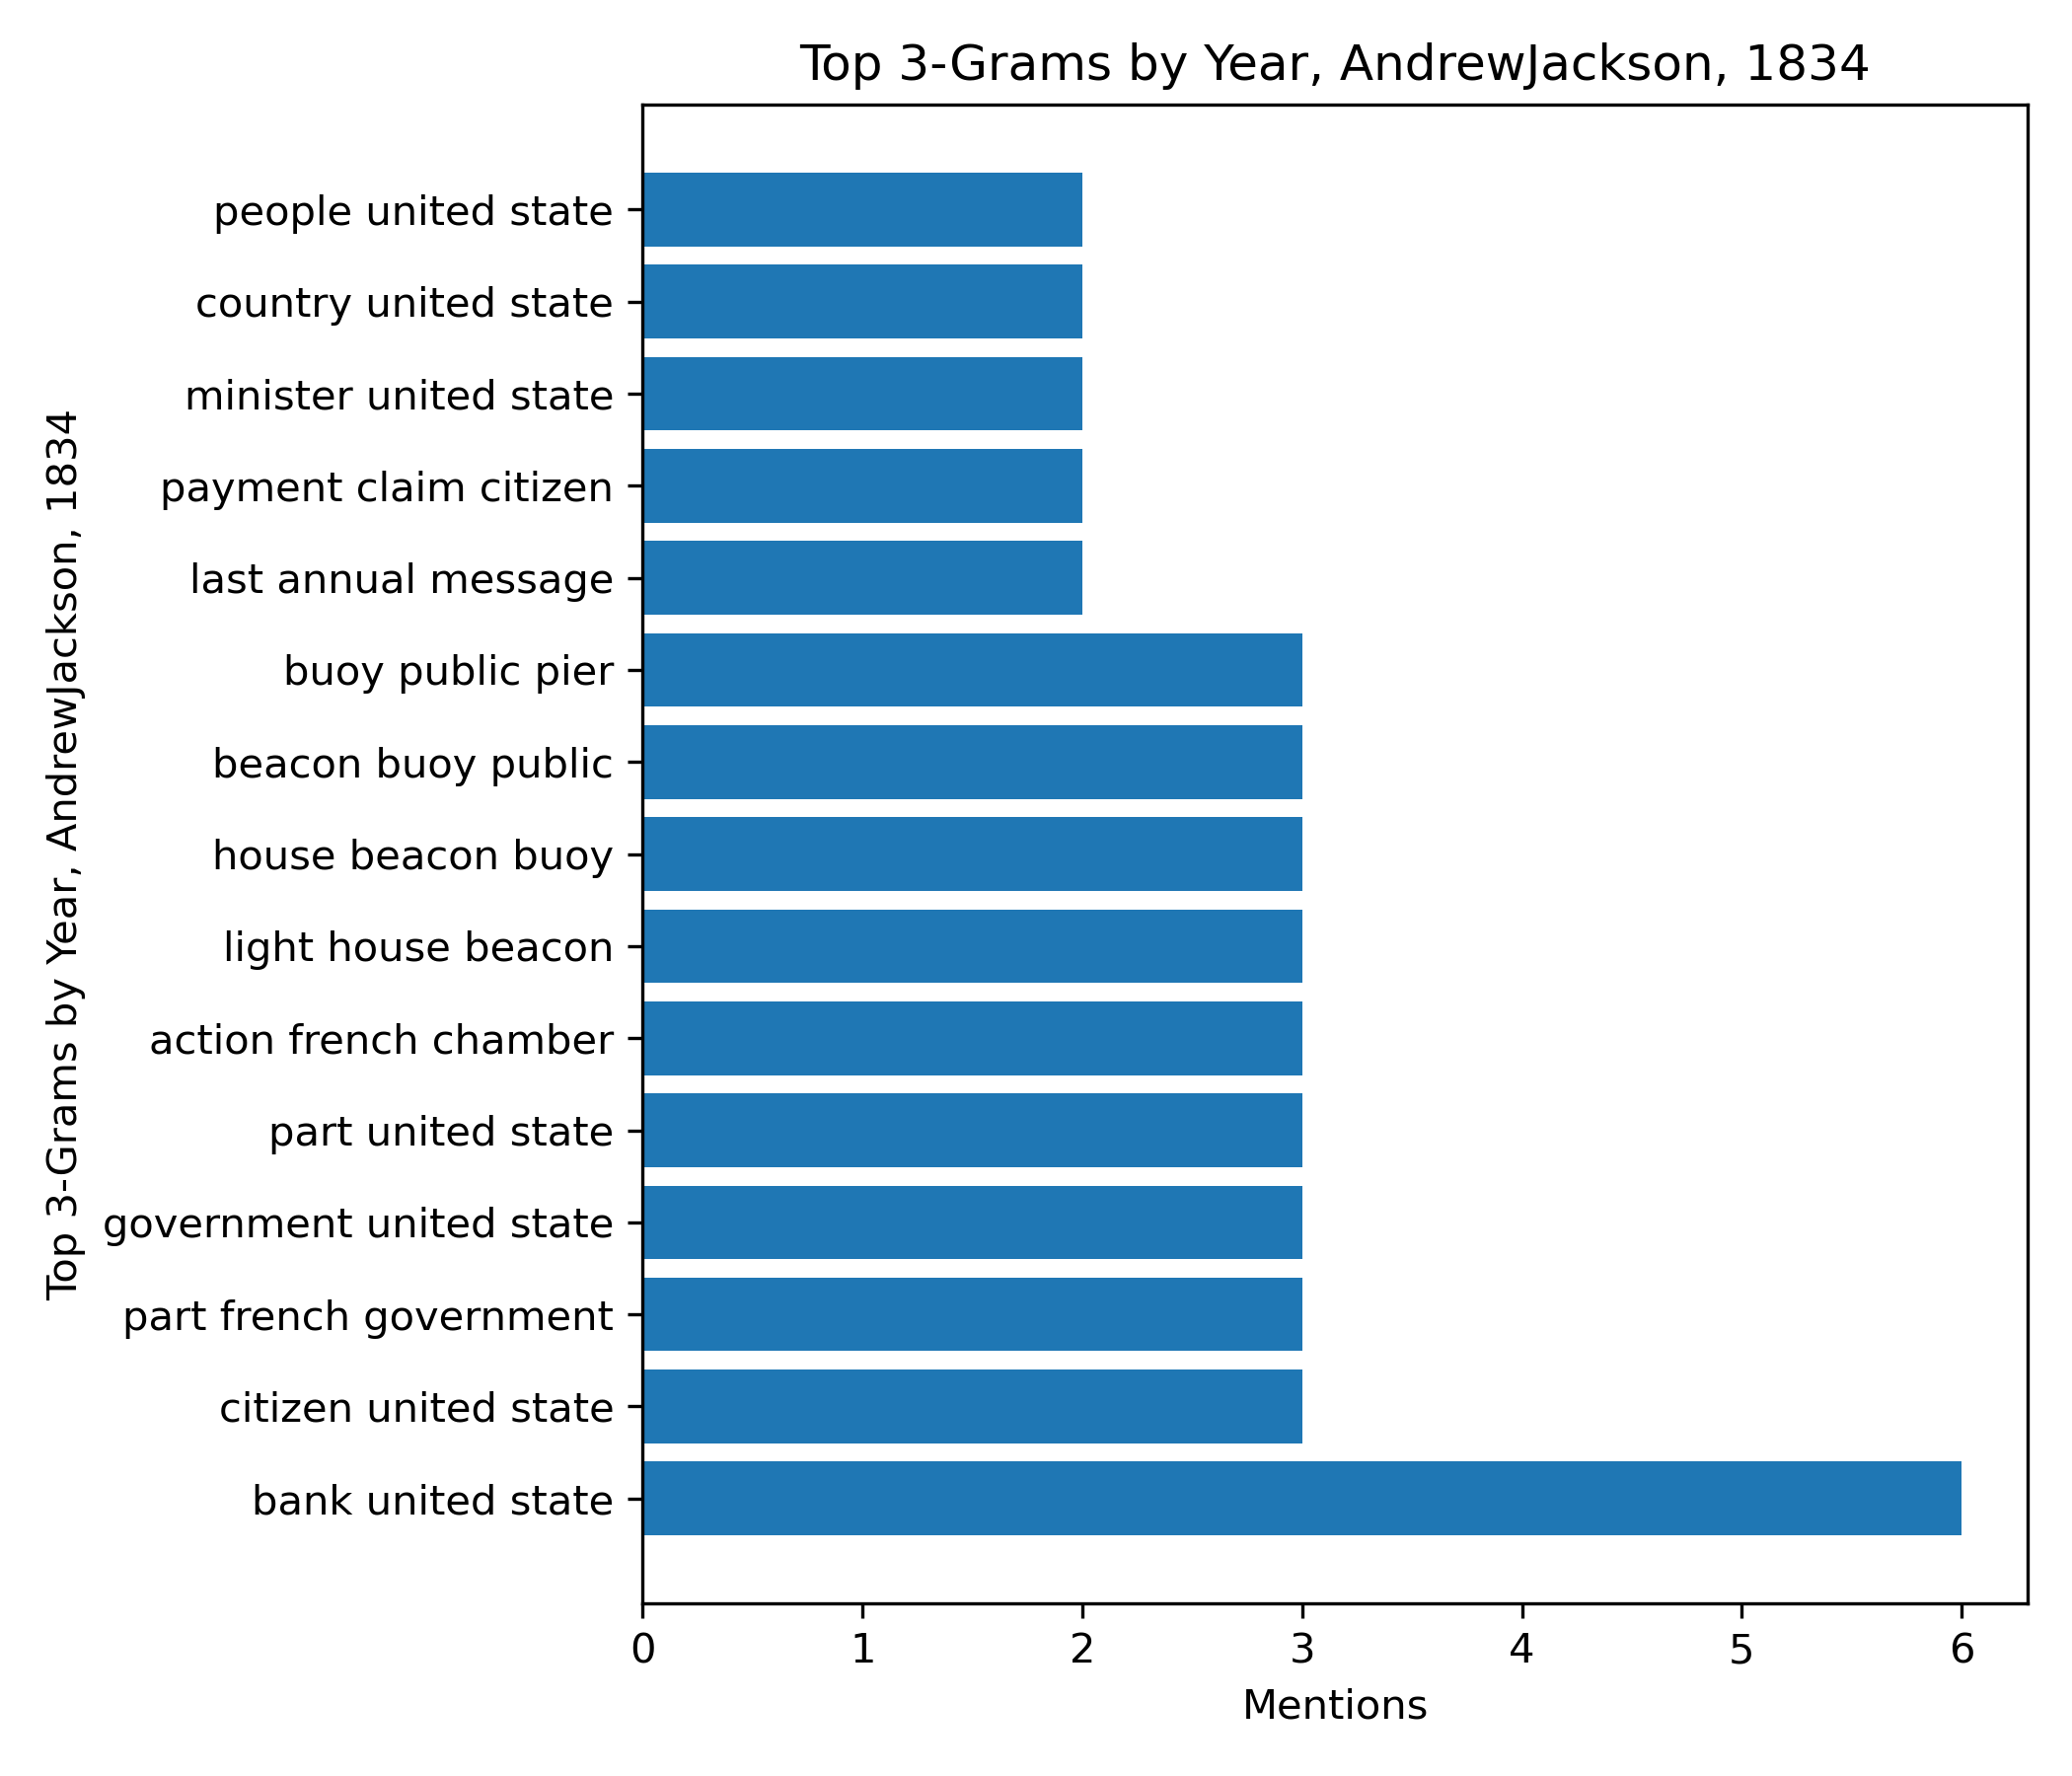 Top 3-Grams by Year, AndrewJackson, 1834
Top 3-Grams by Year, AndrewJackson, 1834
people united state
country united state
minister united state
payment claim citizen
last annual message
buoy public pier
beacon buoy public
house beacon buoy
light house beacon
action french chamber
part united state
government united state
part french government
citizen united state
bank united state
0 1 2 3 4 5 6
Mentions